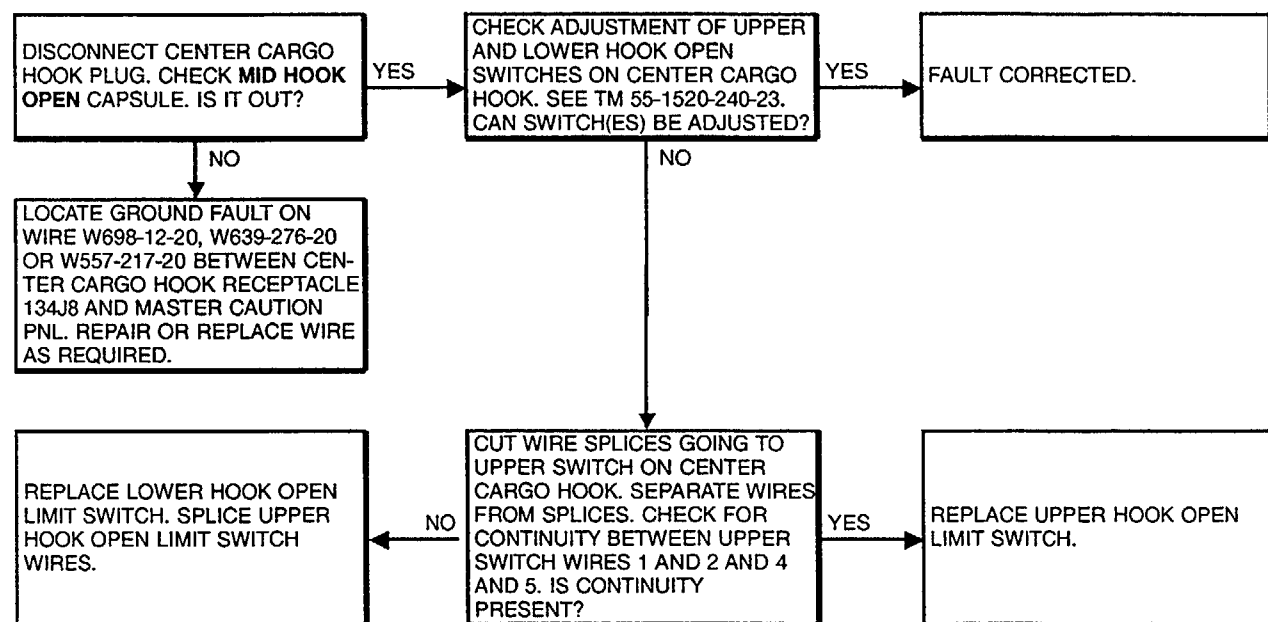 DISCONNECT CENTER CARGO
HOOK PLUG. CHECK MID HOOK
OPEN CAPSULE. IS IT OUT?
YES
CHECK ADJUSTMENT OF UPPER
AND LOWER HOOK OPEN
SWITCHES ON CENTER CARGO
HOOK. SEE TM 55-1520-240-23.
CAN SWITCH(ES) BE ADJUSTED?
YES
FAULT CORRECTED.
NO
NO
LOCATE GROUND FAULT ON
WIRE W698-12-20, W639-276-20
OR W557-217-20 BETWEEN CEN-
TER CARGO HOOK RECEPTACLE
134J8 AND MASTER CAUTION
PNL. REPAIR OR REPLACE WIRE
AS REQUIRED.
REPLACE LOWER HOOK OPEN
LIMIT SWITCH. SPLICE UPPER
HOOK OPEN LIMIT SWITCH
WIRES.
NO
CUT WIRE SPLICES GOING TO
UPPER SWITCH ON CENTER
CARGO HOOK. SEPARATE WIRES
FROM SPLICES. CHECK FOR
CONTINUITY BETWEEN UPPER
SWITCH WIRES 1 AND 2 AND 4
AND 5. IS CONTINUITY
PRESENT?
YES
REPLACE UPPER HOOK OPEN
LIMIT SWITCH.